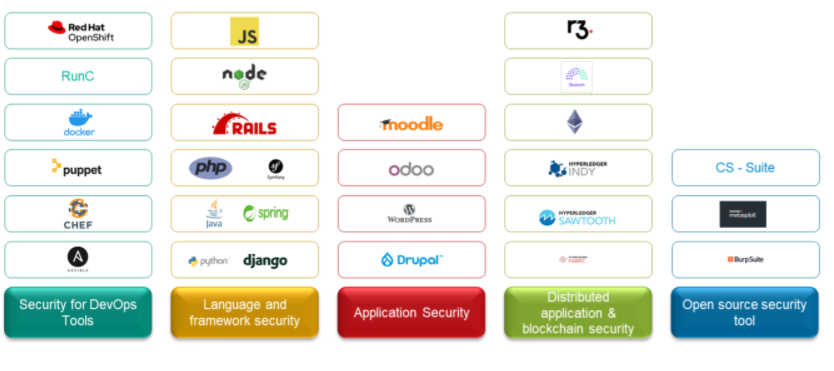 Red Hat
OpenShift
JS
r3.
RunC
node
JS
docker
RAILS
moodle
puppet
php
Symfony
odoo
HYPERLEDGER
INDY
CS - Suite
CHEF
Java
spring
WORDPRESS
HYPERLEDGER
SAWTOOTH
metasploit
ANSIBLE
python
django
Drupal
HYPERLEDGER
FABRIC
BurpSuite
Security for DevOps
Tools
Language and
framework security
Application Security
Distributed
application &
blockchain security
Open source security
tool